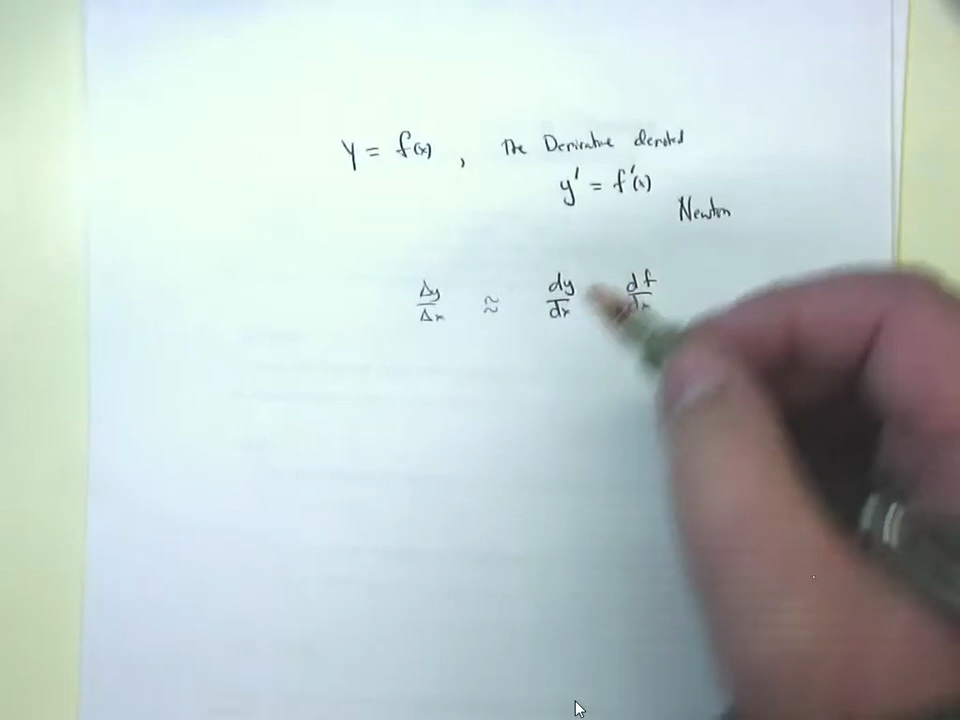 y = f(x) , The Derivative denoted
y' = f'(x)
Newton
Δy/Δx ≈ dy/dx df/dx